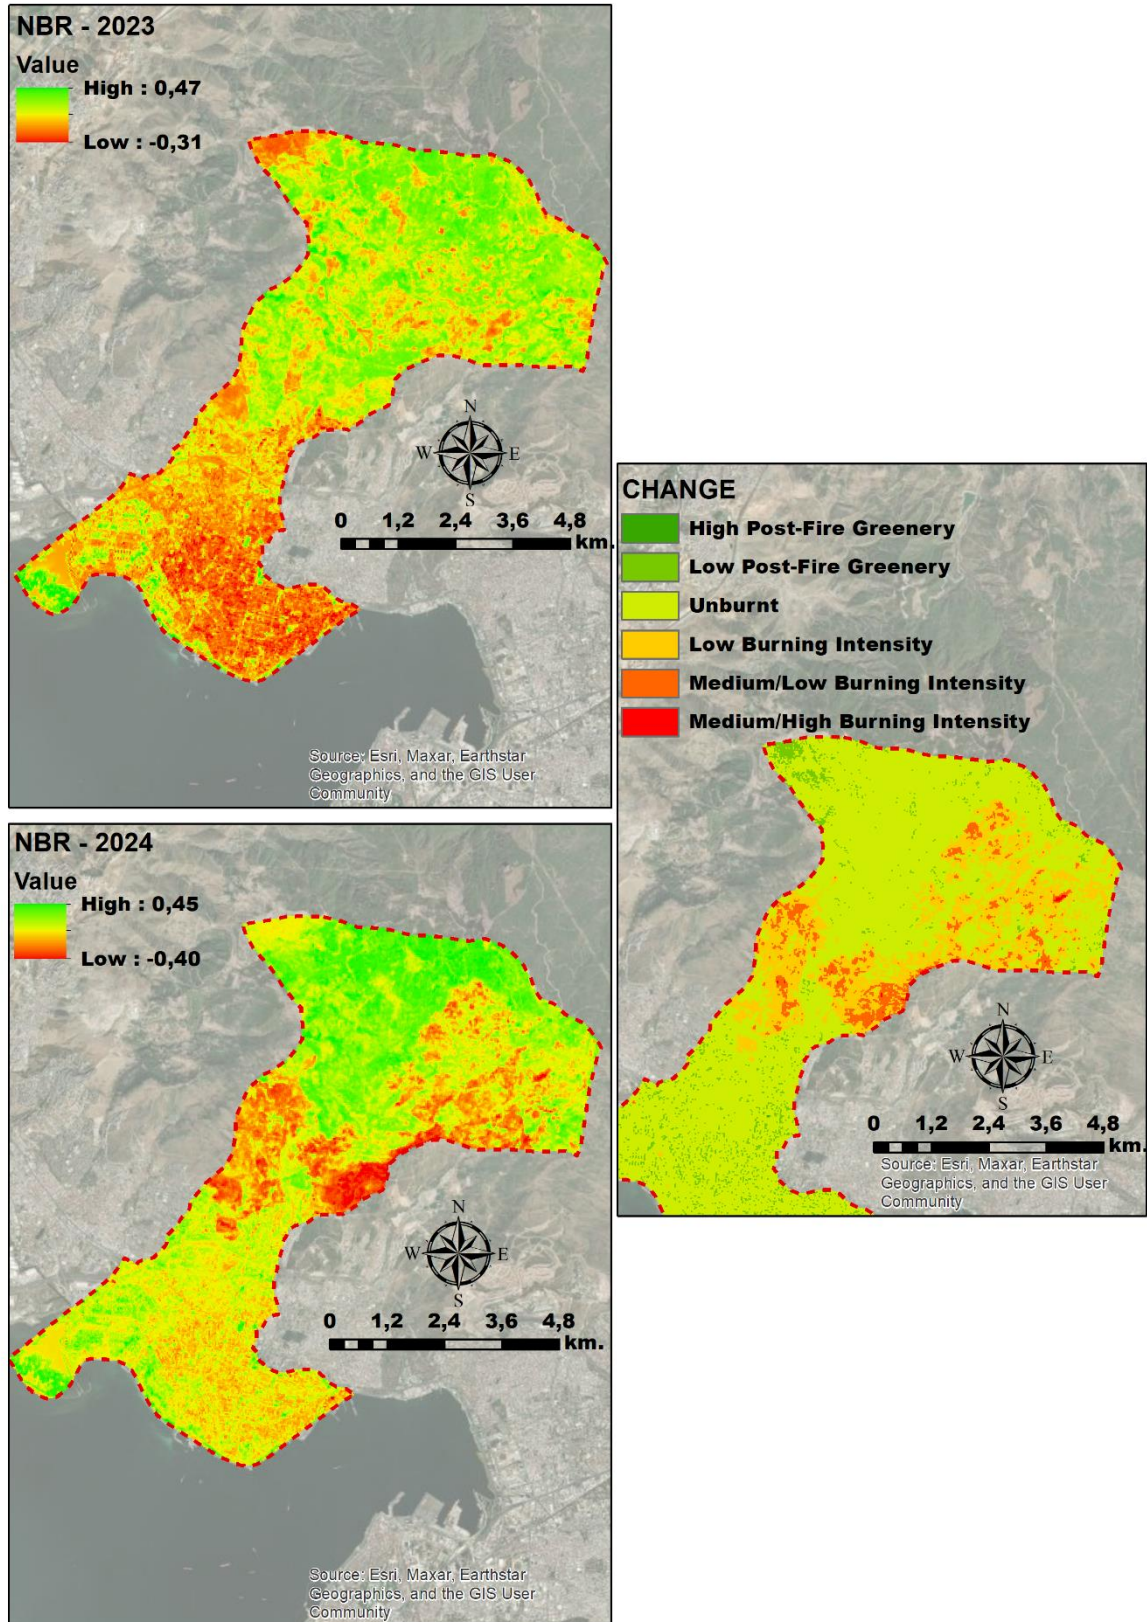 NBR - 2023
Value
High : 0,47
Low : -0,31
N
W E
S
0 1,2 2,4 3,6 4,8
km.
Source: Esri, Maxar, Earthstar
Geographics, and the GIS User
Community
CHANGE
High Post-Fire Greenery
Low Post-Fire Greenery
Unburnt
Low Burning Intensity
Medium/Low Burning Intensity
Medium/High Burning Intensity
N
W E
S
0 1,2 2,4 3,6 4,8
km.
Source: Esri, Maxar, Earthstar
Geographics, and the GIS User
Community
NBR - 2024
Value
High : 0,45
Low : -0,40
N
W E
S
0 1,2 2,4 3,6 4,8
km.
Source: Esri, Maxar, Earthstar
Geographics, and the GIS User
Community